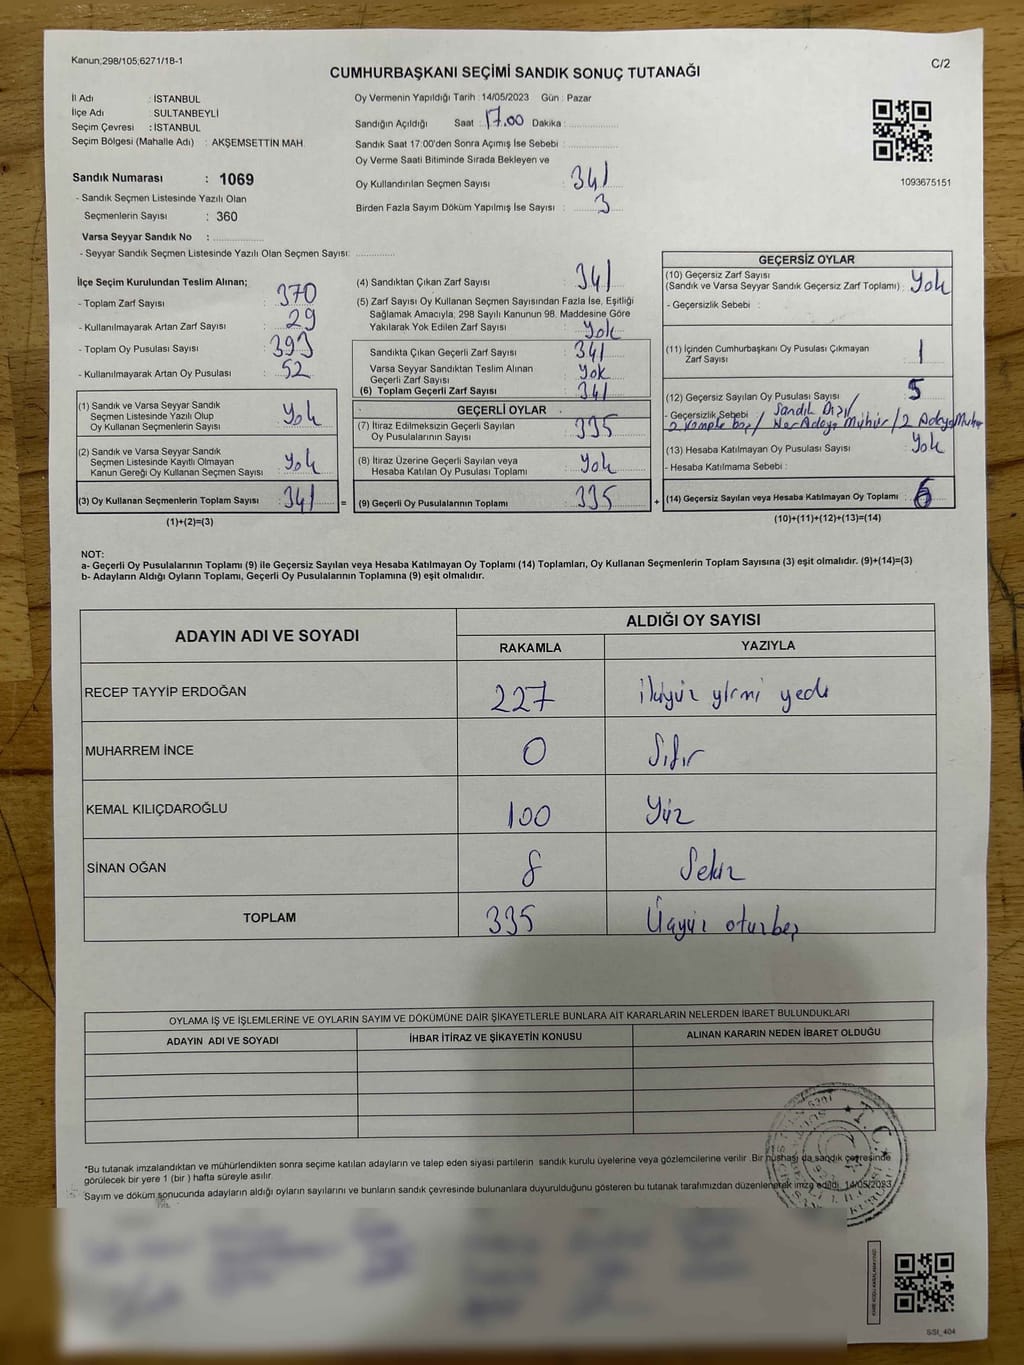 Kanun;298/105;6271/18-1
C/2
CUMHURBAŞKANI SEÇİMİ SANDIK SONUÇ TUTANAĞI
İl Adı : İSTANBUL
İlçe Adı : SULTANBEYLİ
Seçim Çevresi : İSTANBUL
Seçim Bölgesi (Mahalle Adı) : AKŞEMSETTİN MAH.
Sandık Numarası : 1069
- Sandık Seçmen Listesinde Yazılı Olan
Seçmenlerin Sayısı : 360
Varsa Seyyar Sandık No : ................
- Seyyar Sandık Seçmen Listesinde Yazılı Olan Seçmen Sayısı: ............
Oy Vermenin Yapıldığı Tarih : 14/05/2023 Gün : Pazar
Sandığın Açıldığı Saat : 17.00 Dakika : ................
Sandık Saat 17:00'den Sonra Açımış İse Sebebi : ................
Oy Verme Saati Bitiminde Sırada Bekleyen ve
Oy Kullandırılan Seçmen Sayısı 341
Birden Fazla Sayım Döküm Yapılmış İse Sayısı : 3
1093675151
İlçe Seçim Kurulundan Teslim Alınan;
- Toplam Zarf Sayısı : 370
- Kullanılmayarak Artan Zarf Sayısı : 29
- Toplam Oy Pusulası Sayısı : 393
- Kullanılmayarak Artan Oy Pusulası : 52
(1) Sandık ve Varsa Seyyar Sandık
Seçmen Listesinde Yazılı Olup
Oy Kullanan Seçmenlerin Sayısı : Yok
(2) Sandık ve Varsa Seyyar Sandık
Seçmen Listesinde Kayıtlı Olmayan
Kanun Gereği Oy Kullanan Seçmen Sayısı : Yok
(3) Oy Kullanan Seçmenlerin Toplam Sayısı : 341 =
(1)+(2)=(3)
(4) Sandıktan Çıkan Zarf Sayısı : 341
(5) Zarf Sayısı Oy Kullanan Seçmen Sayısından Fazla İse, Eşitliği
Sağlamak Amacıyla, 298 Sayılı Kanunun 98. Maddesine Göre
Yakılarak Yok Edilen Zarf Sayısı : Yok
Sandıkta Çıkan Geçerli Zarf Sayısı : 341
Varsa Seyyar Sandıktan Teslim Alınan
Geçerli Zarf Sayısı : Yok
(6) Toplam Geçerli Zarf Sayısı : 341
GEÇERLİ OYLAR
(7) İtiraz Edilmeksizin Geçerli Sayılan
Oy Pusulalarının Sayısı : 335
(8) İtiraz Üzerine Geçerli Sayılan veya
Hesaba Katılan Oy Pusulası Toplamı : Yok
(9) Geçerli Oy Pusulalarının Toplamı : 335 +
GEÇERSİZ OYLAR
(10) Geçersiz Zarf Sayısı
(Sandık ve Varsa Seyyar Sandık Geçersiz Zarf Toplamı) : Yok
- Geçersizlik Sebebi :
(11) İçinden Cumhurbaşkanı Oy Pusulası Çıkmayan
Zarf Sayısı : 1
(12) Geçersiz Sayılan Oy Pusulası Sayısı : 5
- Geçersizlik Sebebi : Sandık Dışı/
2 Komple boş / Her Adaya Mühür / 2 Adaya Mühür
(13) Hesaba Katılmayan Oy Pusulası Sayısı : Yok
- Hesaba Katılmama Sebebi :
(14) Geçersiz Sayılan veya Hesaba Katılmayan Oy Toplamı : 6
(10)+(11)+(12)+(13)=(14)
NOT:
a- Geçerli Oy Pusulalarının Toplamı (9) ile Geçersiz Sayılan veya Hesaba Katılmayan Oy Toplamı (14) Toplamları, Oy Kullanan Seçmenlerin Toplam Sayısına (3) eşit olmalıdır. (9)+(14)=(3)
b- Adayların Aldığı Oyların Toplamı, Geçerli Oy Pusulalarının Toplamına (9) eşit olmalıdır.
ADAYIN ADI VE SOYADI
ALDIĞI OY SAYISI
RAKAMLA YAZIYLA
RECEP TAYYİP ERDOĞAN 227 ikiyüz yirmi yedi
MUHARREM İNCE 0 Sıfır
KEMAL KILIÇDAROĞLU 100 Yüz
SİNAN OĞAN 8 Sekiz
TOPLAM 335 Üçyüz otuzbeş
OYLAMA İŞ VE İŞLEMLERİNE VE OYLARIN SAYIM VE DÖKÜMÜNE DAİR ŞİKAYETLERLE BUNLARA AİT KARARLARIN NELERDEN İBARET BULUNDUKLARI
ADAYIN ADI VE SOYADI İHBAR İTİRAZ VE ŞİKAYETİN KONUSU ALINAN KARARIN NEDEN İBARET OLDUĞU
*Bu tutanak imzalandıktan ve mühürlendikten sonra seçime katılan adayların ve talep eden siyasi partilerin sandık kurulu üyelerine veya gözlemcilerine verilir .Bir nüshası da sandık çevresinde
görülecek bir yere 1 (bir ) hafta süreyle asılır.
Sayım ve döküm sonucunda adayların aldığı oyların sayılarını ve bunların sandık çevresinde bulunanlara duyurulduğunu gösteren bu tutanak tarafımızdan düzenlenerek imza edildi. 14/05/2023
T.C.
SSI_404